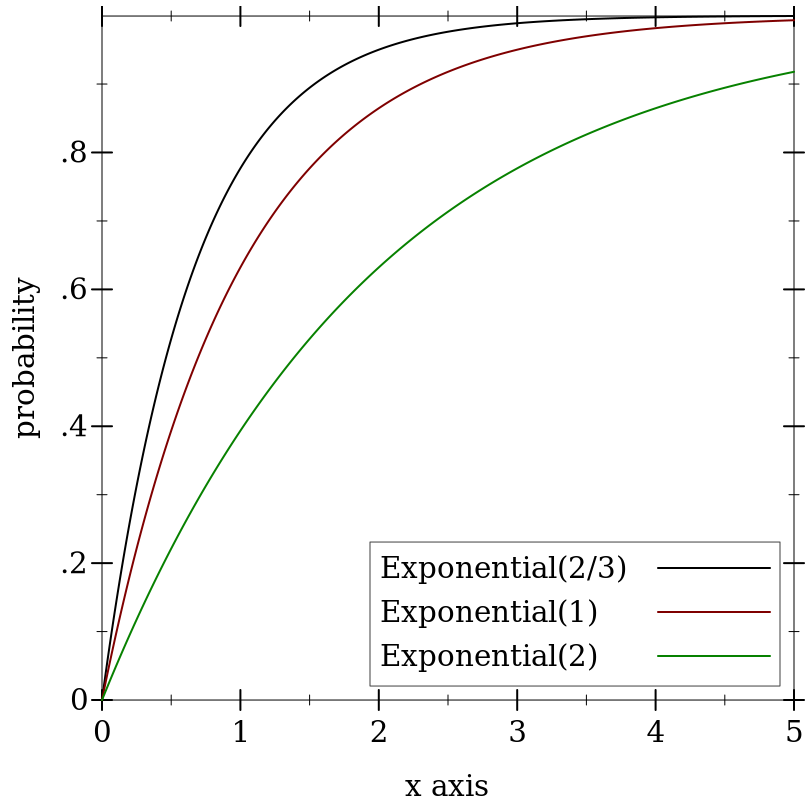 .8
.6
.4
.2
0
probability
0 1 2 3 4 5
x axis
Exponential(2/3)
Exponential(1)
Exponential(2)